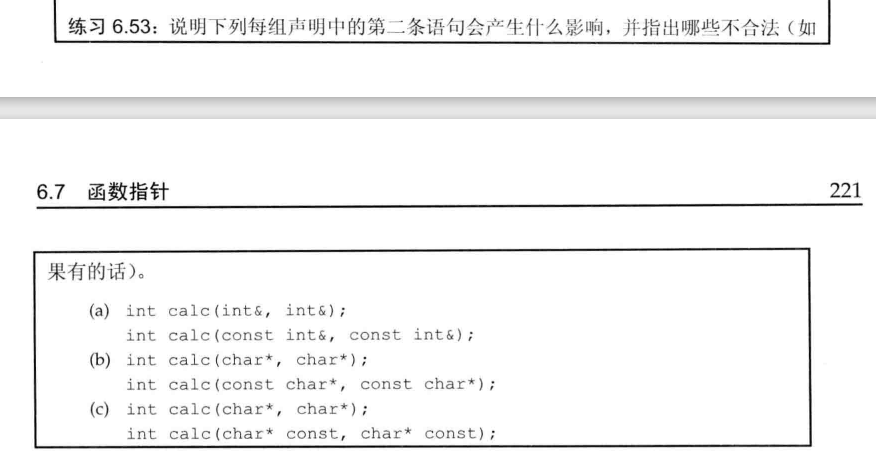 练习 6.53：说明下列每组声明中的第二条语句会产生什么影响，并指出哪些不合法（如
6.7 函数指针 221
果有的话）。
(a) int calc(int&, int&);
int calc(const int&, const int&);
(b) int calc(char*, char*);
int calc(const char*, const char*);
(c) int calc(char*, char*);
int calc(char* const, char* const);